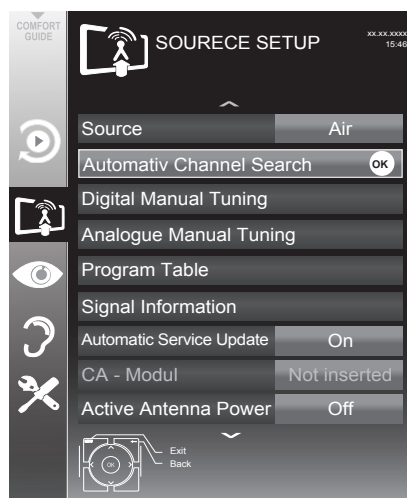 COMFORT
GUIDE
SOURECE SETUP
xx.xx.xxxx
15:46
Source Air
Automativ Channel Search OK
Digital Manual Tuning
Analogue Manual Tuning
Program Table
Signal Information
Automatic Service Update On
CA - Modul Not inserted
Active Antenna Power Off
OK
Exit
Back